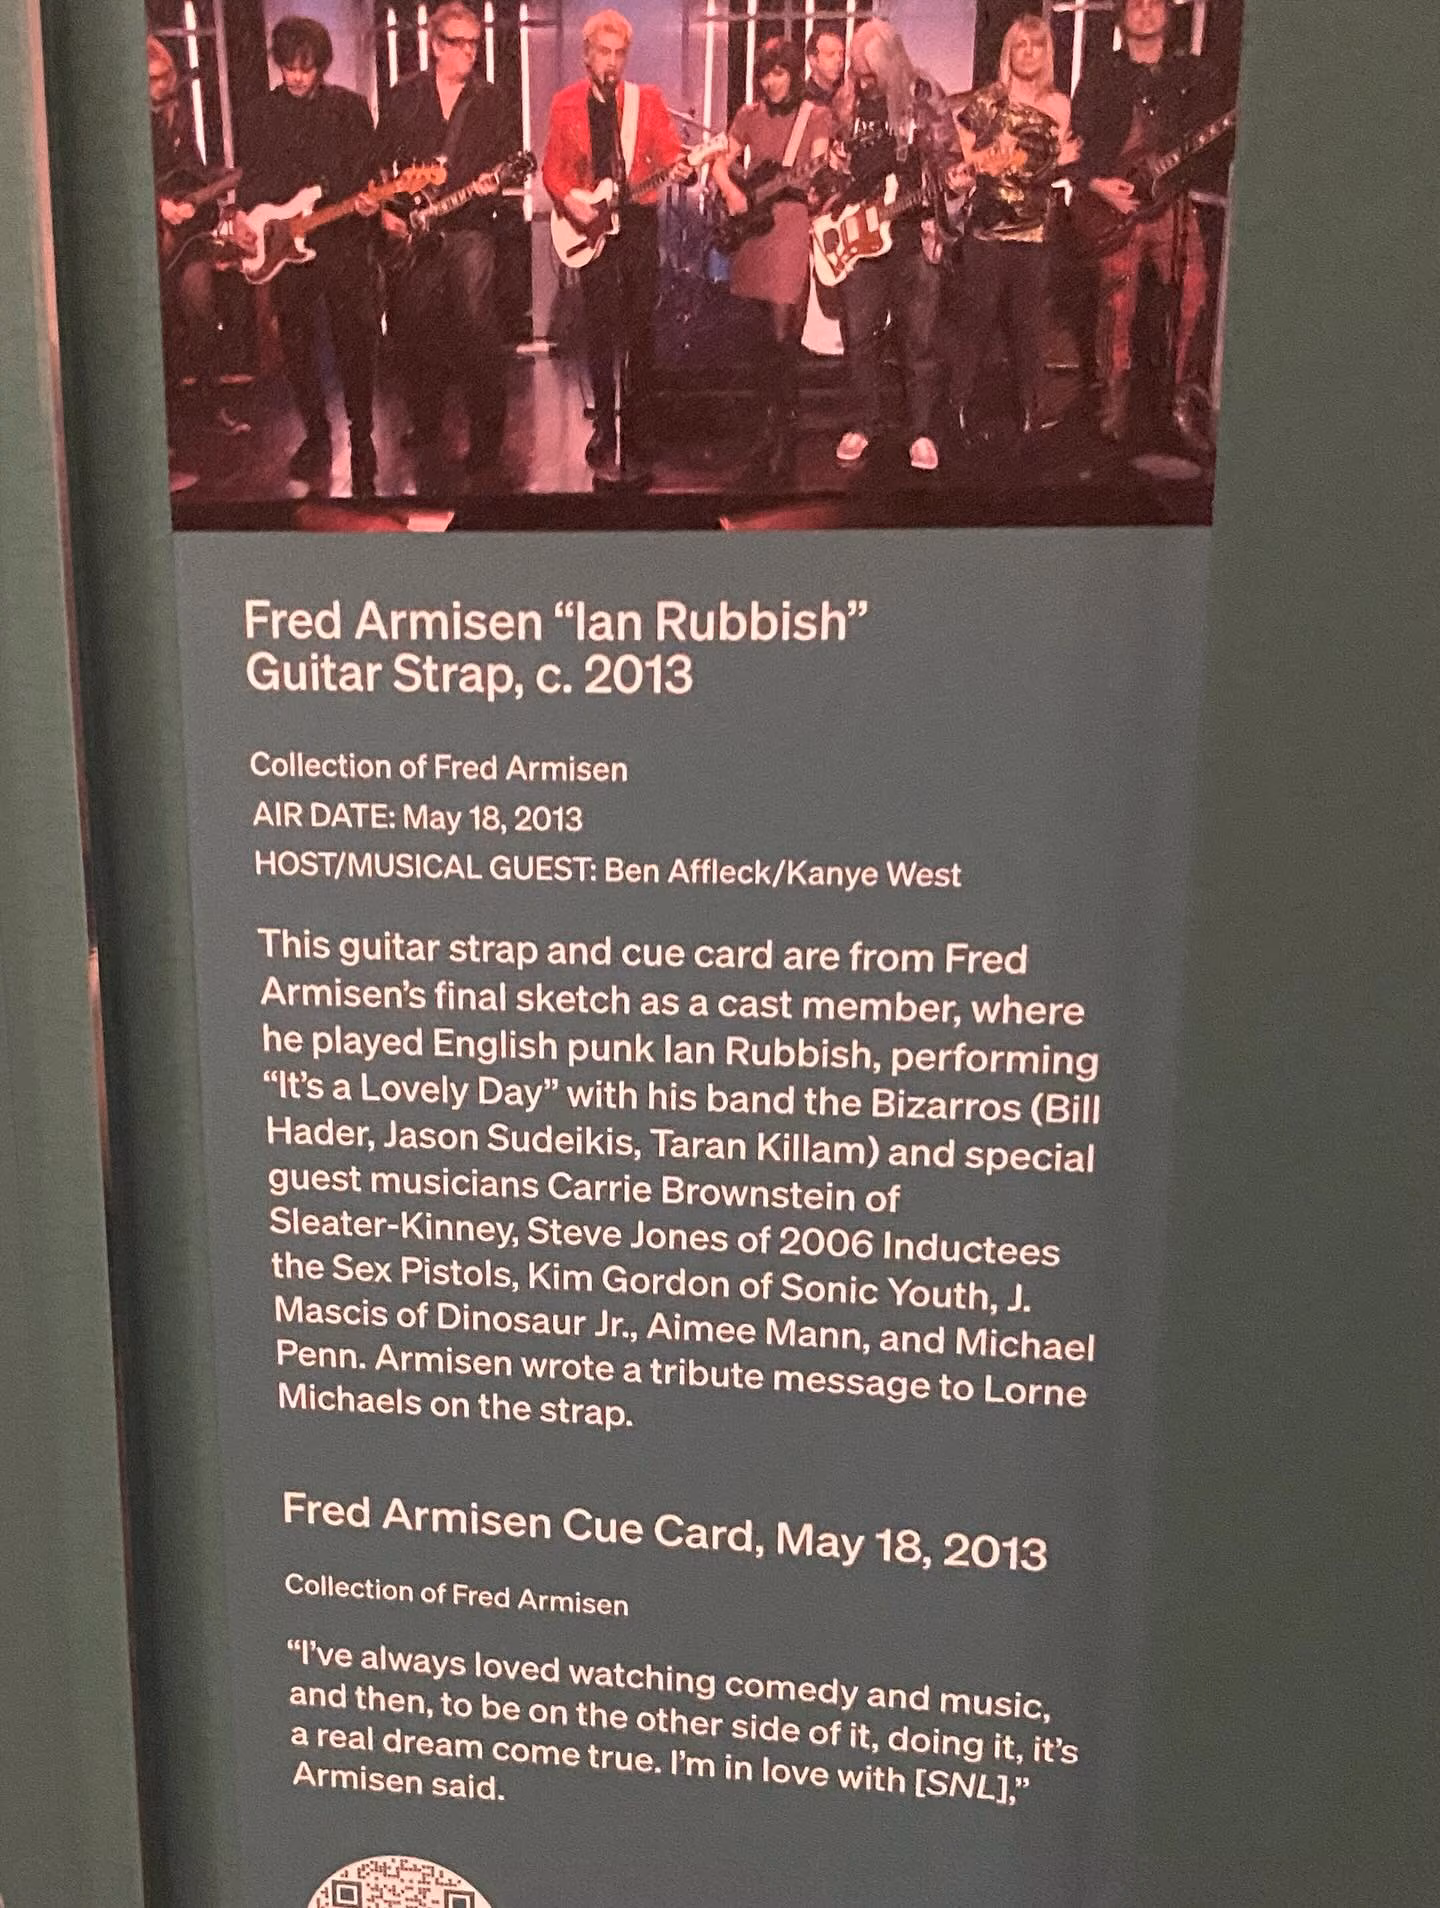 Fred Armisen “Ian Rubbish”
Guitar Strap, c. 2013
Collection of Fred Armisen
AIR DATE: May 18, 2013
HOST/MUSICAL GUEST: Ben Affleck/Kanye West
This guitar strap and cue card are from Fred
Armisen’s final sketch as a cast member, where
he played English punk Ian Rubbish, performing
“It’s a Lovely Day” with his band the Bizarros (Bill
Hader, Jason Sudeikis, Taran Killam) and special
guest musicians Carrie Brownstein of
Sleater-Kinney, Steve Jones of 2006 Inductees
the Sex Pistols, Kim Gordon of Sonic Youth, J.
Mascis of Dinosaur Jr., Aimee Mann, and Michael
Penn. Armisen wrote a tribute message to Lorne
Michaels on the strap.
Fred Armisen Cue Card, May 18, 2013
Collection of Fred Armisen
“I’ve always loved watching comedy and music,
and then, to be on the other side of it, doing it, it’s
a real dream come true. I’m in love with [SNL],”
Armisen said.